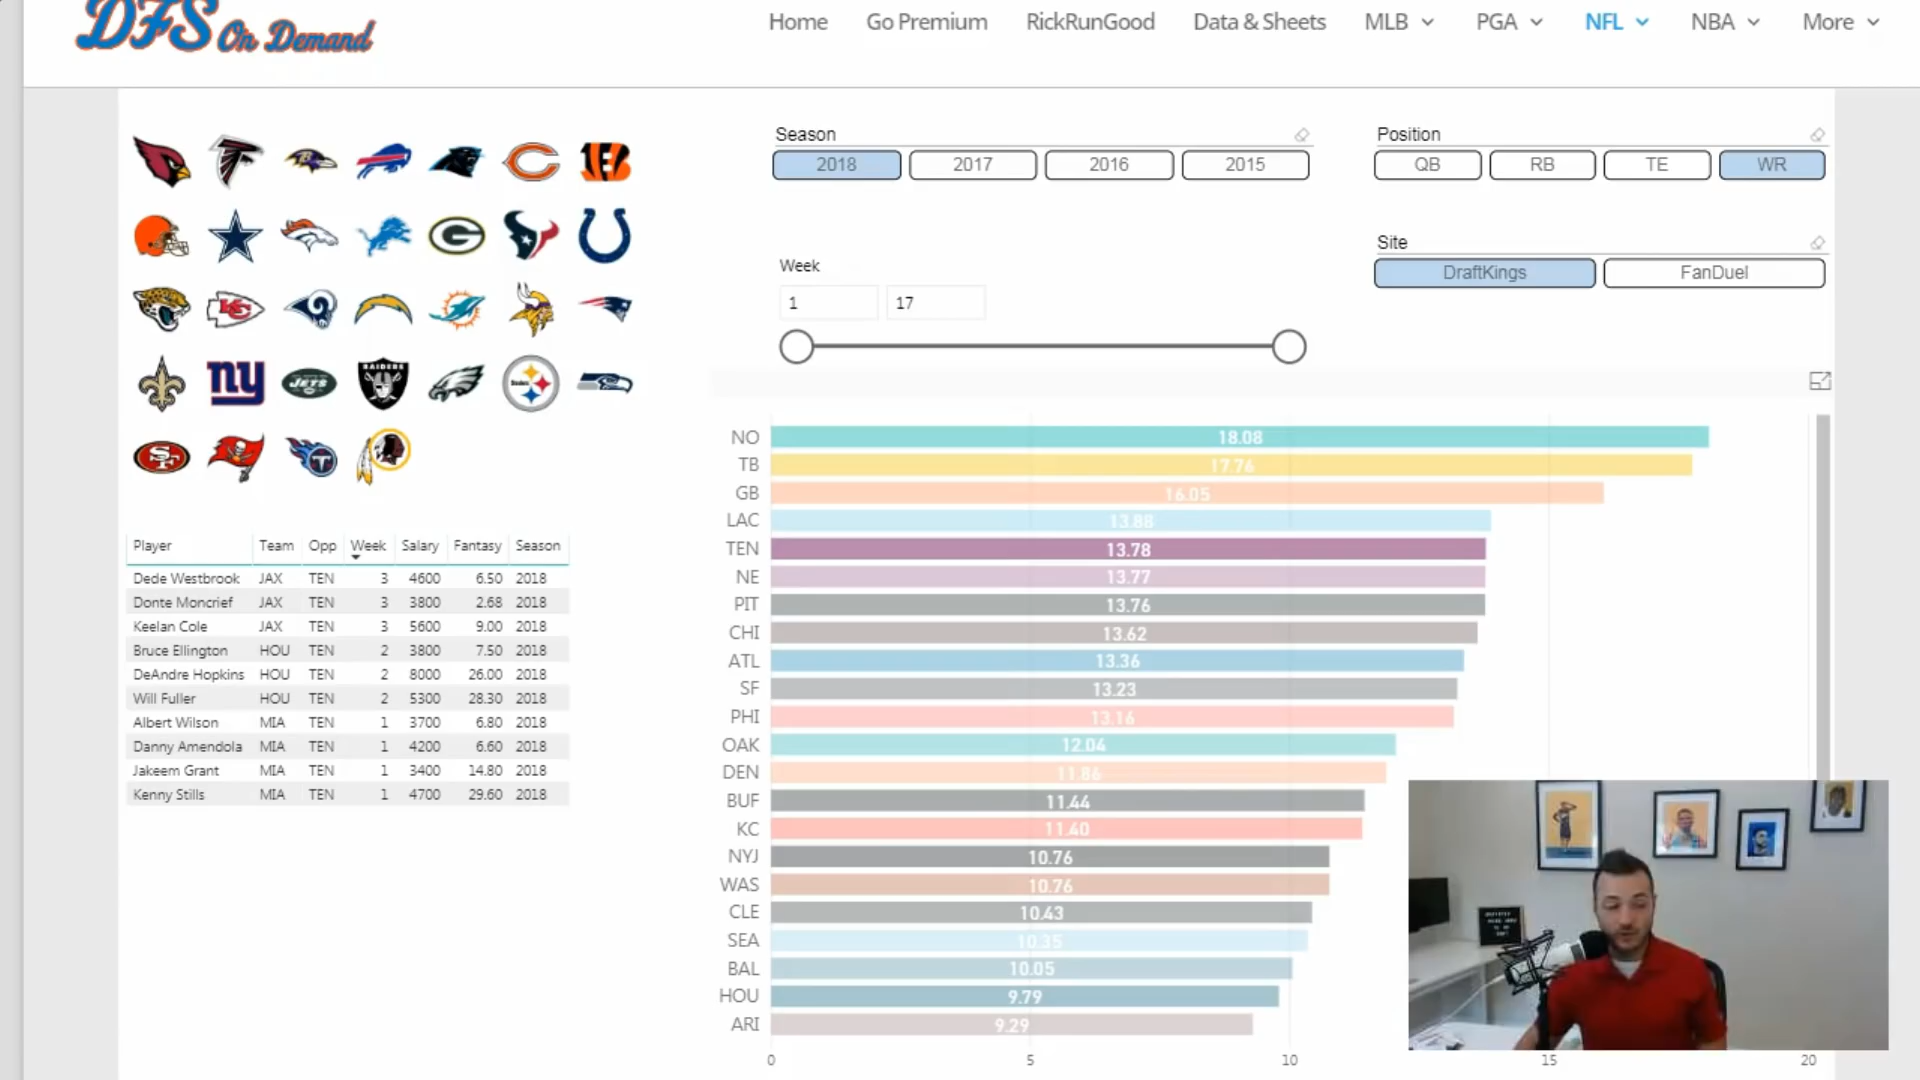 DFS On Demand
Home Go Premium RickRunGood Data & Sheets MLB PGA NFL NBA More
Season
2018 2017 2016 2015
Position
QB RB TE WR
Site
DraftKings FanDuel
Week
1 17
Player Team Opp Week Salary Fantasy Season
Dede Westbrook JAX TEN 3 4600 6.50 2018
Donte Moncrief JAX TEN 3 3800 2.68 2018
Keelan Cole JAX TEN 3 5600 9.00 2018
Bruce Ellington HOU TEN 2 3800 7.50 2018
DeAndre Hopkins HOU TEN 2 8000 26.00 2018
Will Fuller HOU TEN 2 5300 28.30 2018
Albert Wilson MIA TEN 1 3700 6.80 2018
Danny Amendola MIA TEN 1 4200 6.60 2018
Jakeem Grant MIA TEN 1 3400 14.80 2018
Kenny Stills MIA TEN 1 4700 29.60 2018
NO 18.08
TB 17.76
GB 16.05
LAC 13.88
TEN 13.78
NE 13.77
PIT 13.76
CHI 13.62
ATL 13.36
SF 13.23
PHI 13.16
OAK 12.04
DEN 11.86
BUF 11.44
KC 11.40
NYJ 10.76
WAS 10.76
CLE 10.43
SEA 10.35
BAL 10.05
HOU 9.79
ARI 9.29
0 5 10 15 20
ny
JETS
RAIDERS
Steelers
SF